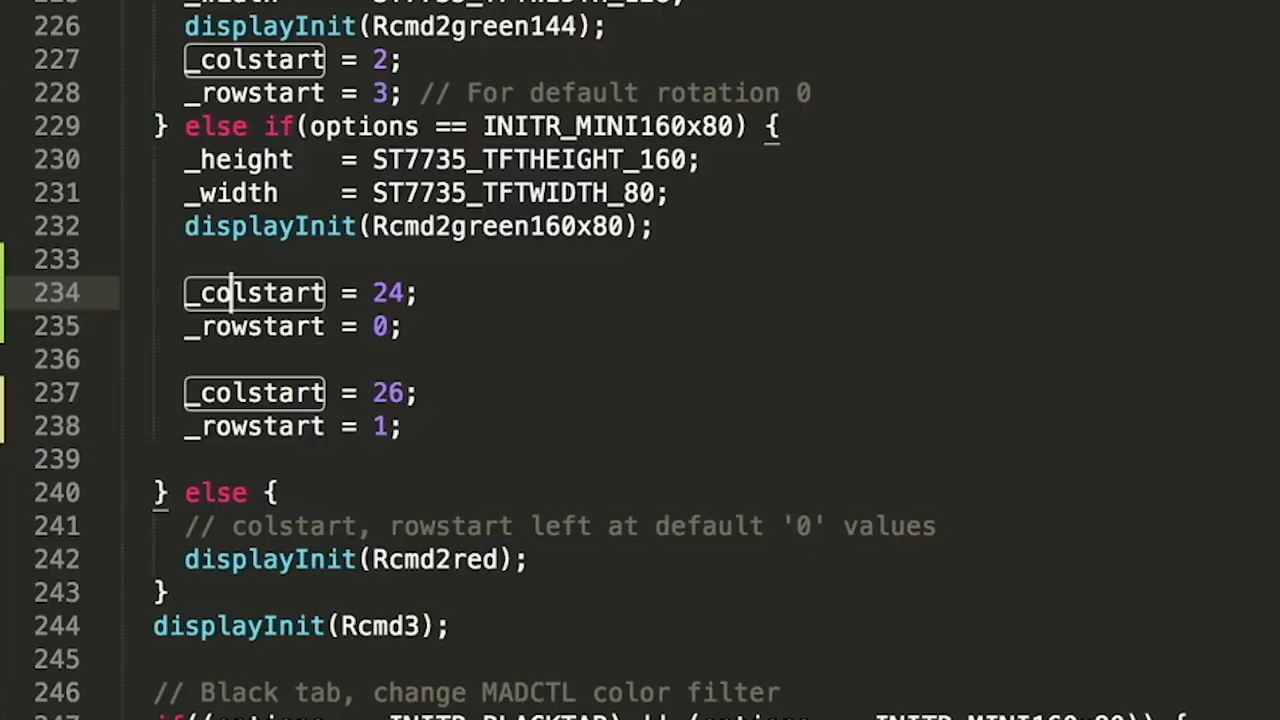 226 displayInit(Rcmd2green144);
227 _colstart = 2;
228 _rowstart = 3; // For default rotation 0
229 } else if(options == INITR_MINI160x80) {
230 _height   = ST7735_TFTHEIGHT_160;
231 _width    = ST7735_TFTWIDTH_80;
232 displayInit(Rcmd2green160x80);
233
234 _colstart = 24;
235 _rowstart = 0;
236
237 _colstart = 26;
238 _rowstart = 1;
239
240 } else {
241 // colstart, rowstart left at default '0' values
242 displayInit(Rcmd2red);
243 }
244 displayInit(Rcmd3);
245
246 // Black tab, change MADCTL color filter